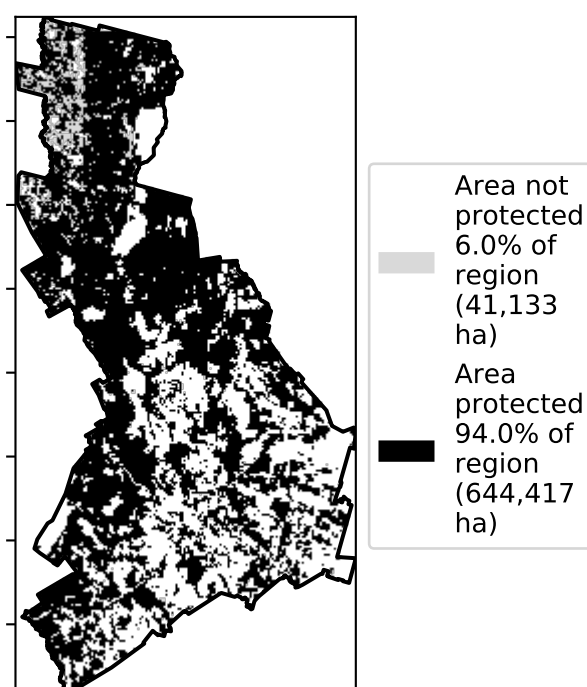 Area not
protected
6.0% of
region
(41,133
ha)
Area
protected
94.0% of
region
(644,417
ha)